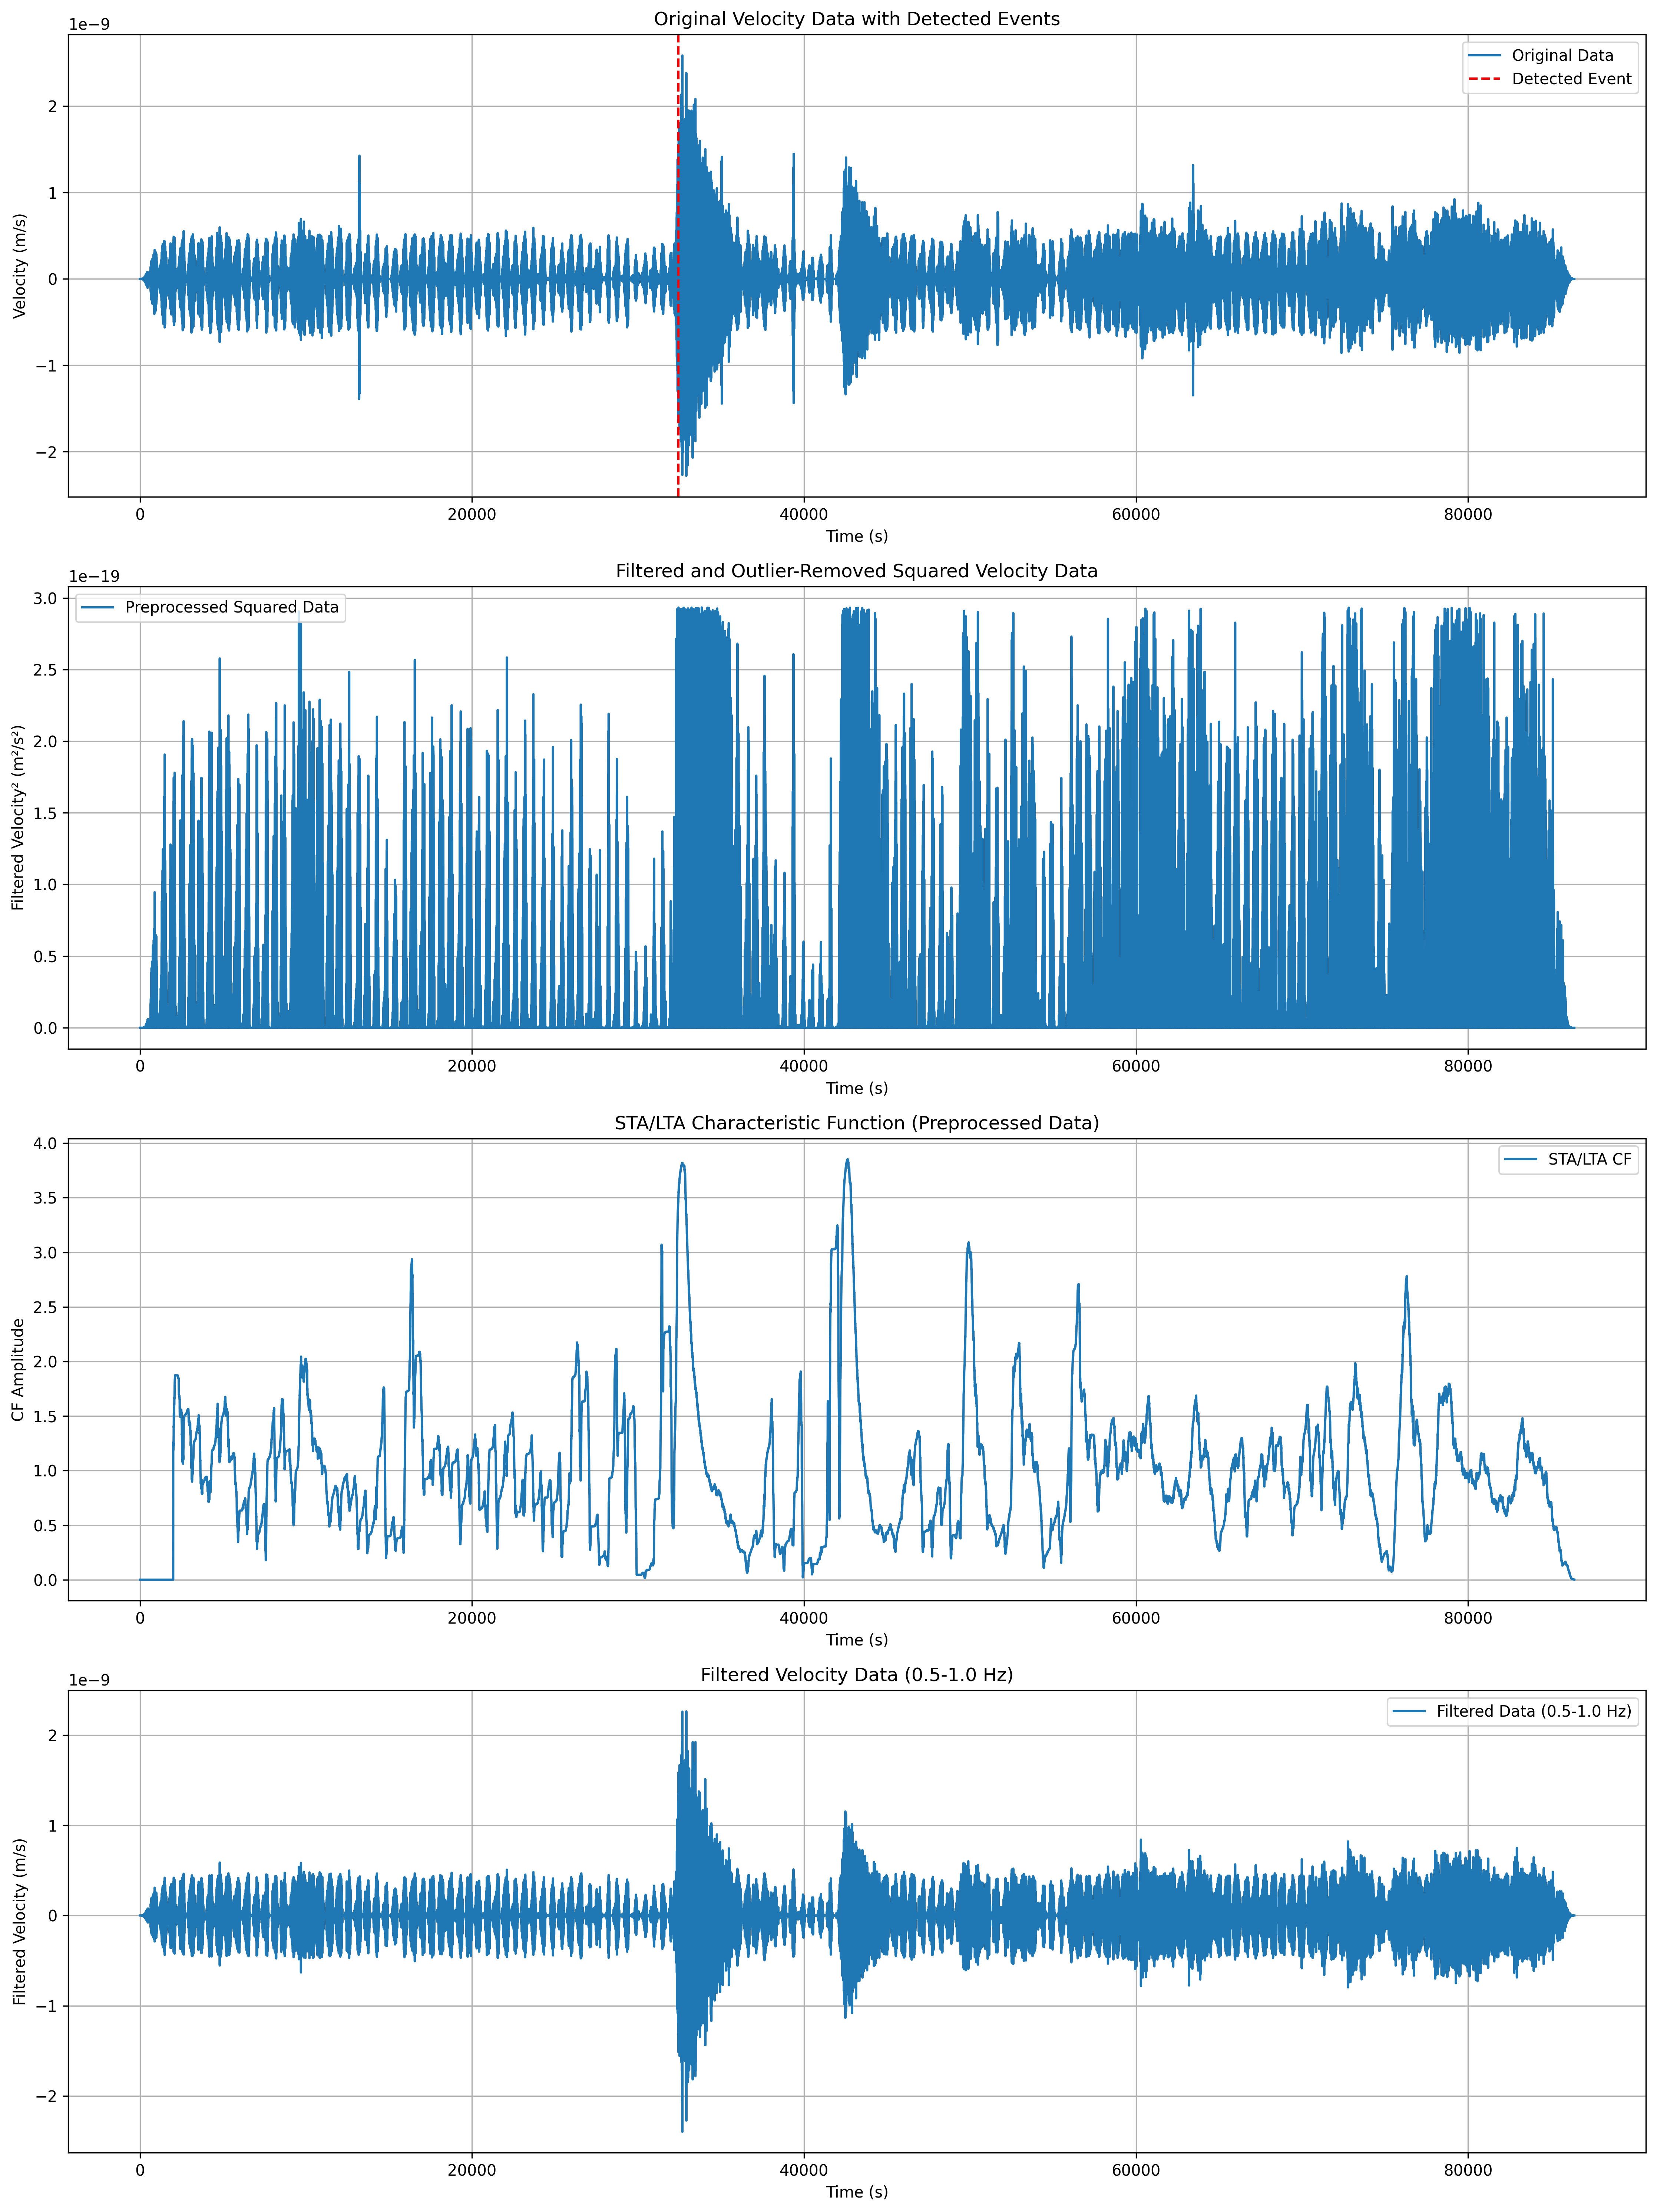 Original Velocity Data with Detected Events
1e−9
Original Data
Detected Event
Velocity (m/s)
2
1
0
−1
−2
0 20000 40000 60000 80000
Time (s)
Filtered and Outlier-Removed Squared Velocity Data
1e−19
Preprocessed Squared Data
Filtered Velocity² (m²/s²)
3.0
2.5
2.0
1.5
1.0
0.5
0.0
0 20000 40000 60000 80000
Time (s)
STA/LTA Characteristic Function (Preprocessed Data)
STA/LTA CF
CF Amplitude
4.0
3.5
3.0
2.5
2.0
1.5
1.0
0.5
0.0
0 20000 40000 60000 80000
Time (s)
Filtered Velocity Data (0.5-1.0 Hz)
1e−9
Filtered Data (0.5-1.0 Hz)
Filtered Velocity (m/s)
2
1
0
−1
−2
0 20000 40000 60000 80000
Time (s)